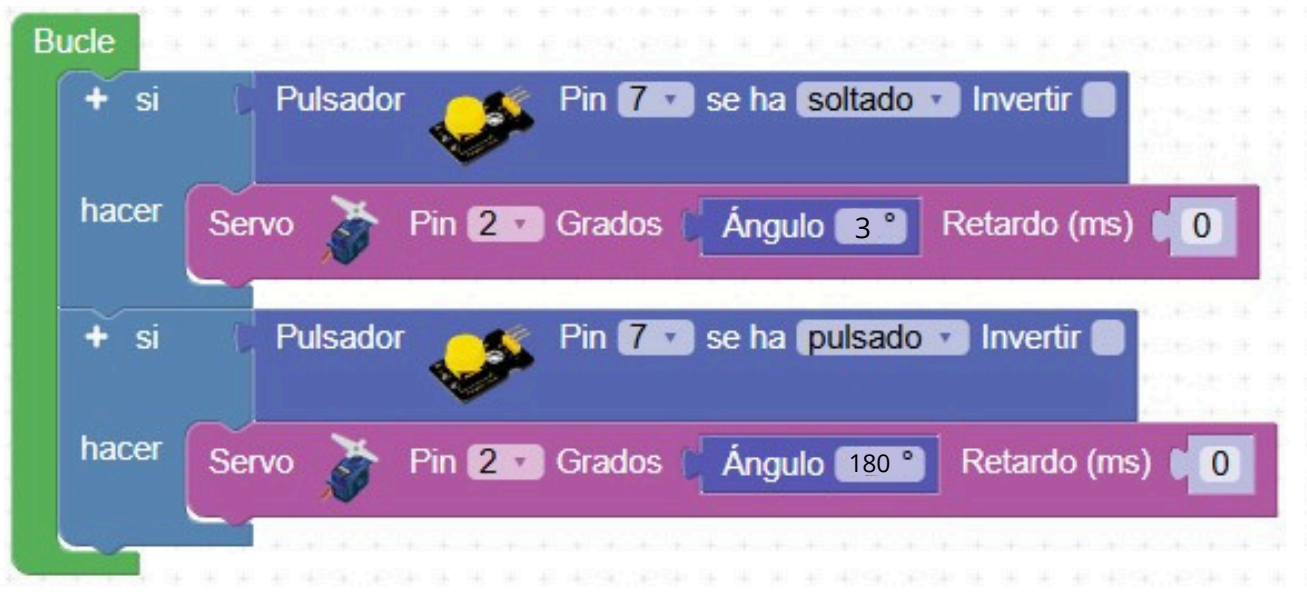 Bucle
+ si Pulsador Pin 7 se ha soltado Invertir
hacer Servo Pin 2 Grados Ángulo 3 ° Retardo (ms) 0
+ si Pulsador Pin 7 se ha pulsado Invertir
hacer Servo Pin 2 Grados Ángulo 180 ° Retardo (ms) 0